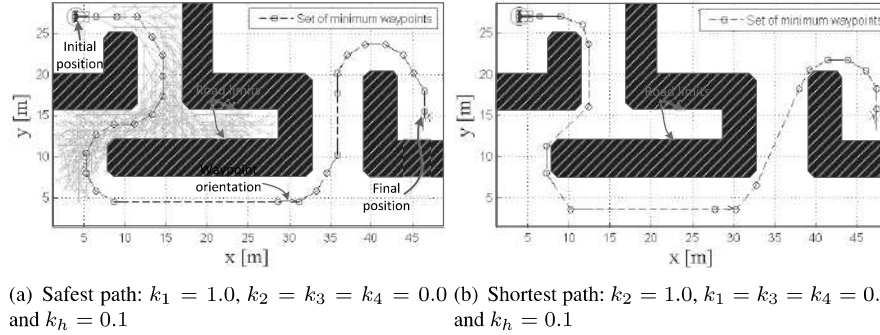 Set of minimum waypoints
Initial
position
Road limits
Waypoint
orientation
Final
position
y [m]
25
20
15
10
5
5 10 15 20 25 30 35 40 45
x [m]
Set of minimum waypoints
Road limits
y [m]
25
20
15
10
5
5 10 15 20 25 30 35 40 45
x [m]
(a) Safest path: k₁ = 1.0, k₂ = k₃ = k₄ = 0.0
and kₕ = 0.1
(b) Shortest path: k₂ = 1.0, k₁ = k₃ = k₄ = 0.
and kₕ = 0.1